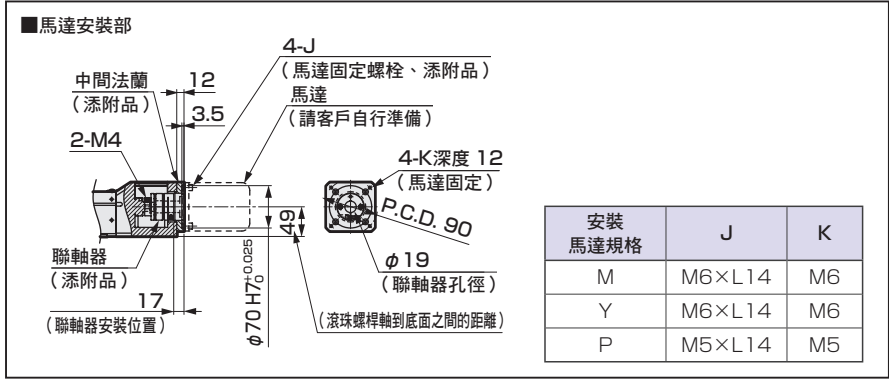 ■馬達安裝部
4-J
（馬達固定螺栓、添附品）
中間法蘭
（添附品）
12
3.5
馬達
（請客戶自行準備）
2-M4
4-K深度 12
（馬達固定）
P.C.D. 90
49
φ19
（聯軸器孔徑）
聯軸器
（添附品）
17
（聯軸器安裝位置）
φ70 H7 +0.025 0
（滾珠螺桿軸到底面之間的距離）
安裝
馬達規格 J K
M M6×L14 M6
Y M6×L14 M6
P M5×L14 M5